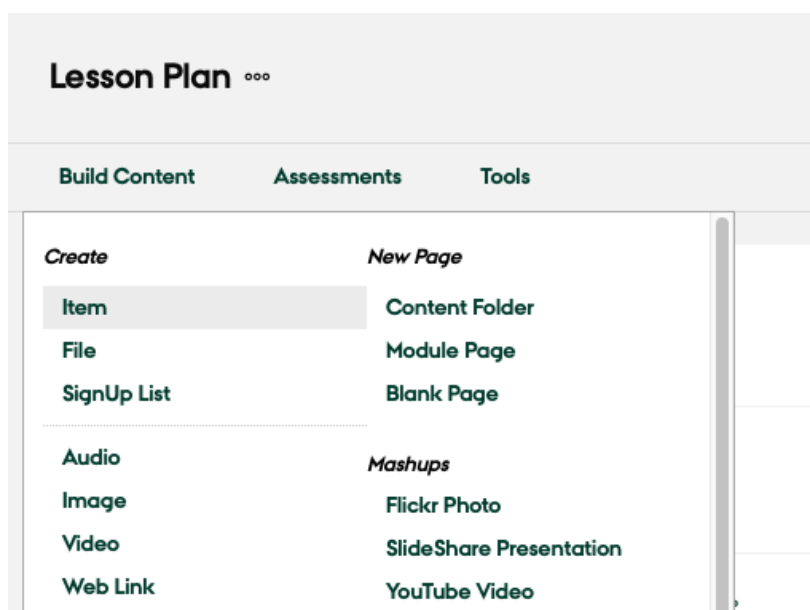 Lesson Plan
Build Content
Assessments
Tools
Create
Item
File
SignUp List
Audio
Image
Video
Web Link
New Page
Content Folder
Module Page
Blank Page
Mashups
Flickr Photo
SlideShare Presentation
YouTube Video